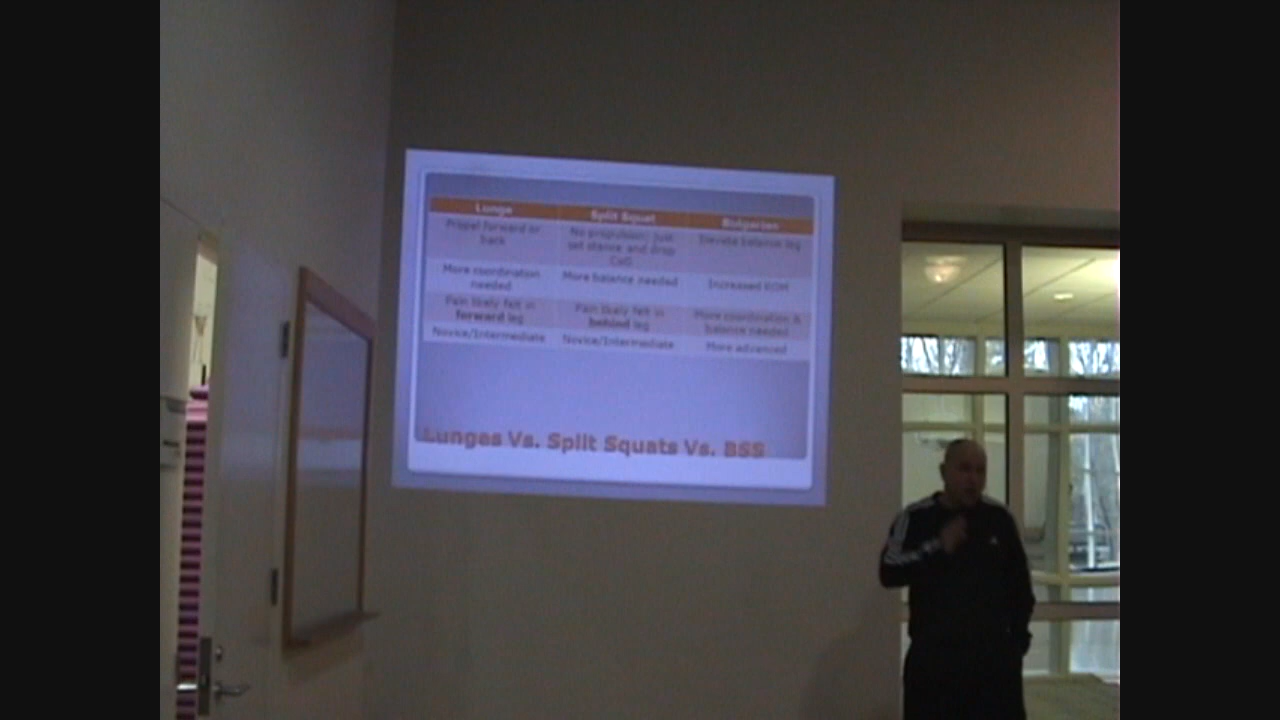 Lunge Split Squat Bulgarian
Propel forward or No propulsion; just Elevate balance leg
back set stance and drop
CoG
More coordination More balance needed Increased ROM
needed
Pain likely felt in Pain likely felt in More coordination &
forward leg behind leg balance needed
Novice/Intermediate Novice/Intermediate More advanced
Lunges Vs. Split Squats Vs. BSS